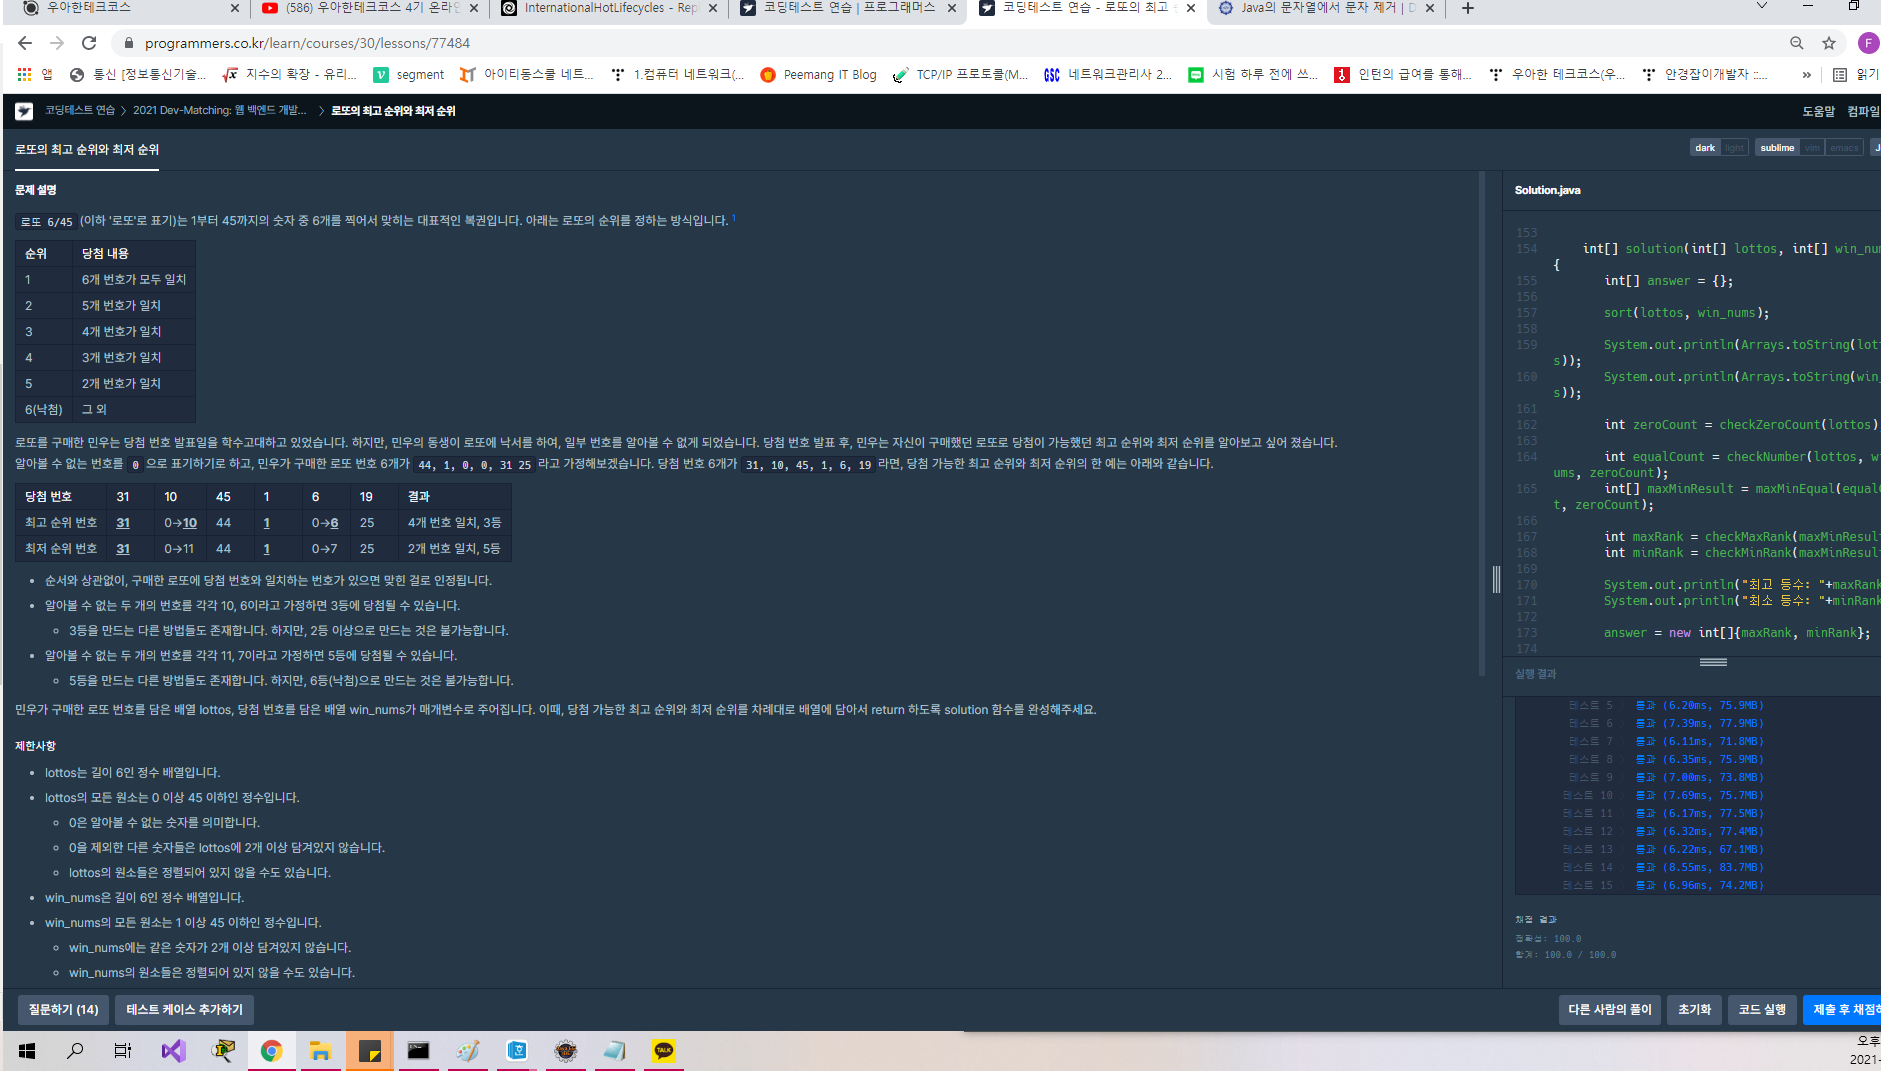 우아한테크코스
(586) 우아한테크코스 4기 온라인
InternationalHotLifecycles - Rep
코딩테스트 연습 | 프로그래머스
코딩테스트 연습 - 로또의 최고
Java의 문자열에서 문자 제거 | D
programmers.co.kr/learn/courses/30/lessons/77484
F
앱
통신 [정보통신기술...
지수의 확장 - 유리...
segment
아이티동스쿨 네트...
1.컴퓨터 네트워크(...
Peemang IT Blog
TCP/IP 프로토콜(M...
네트워크관리사 2...
시험 하루 전에 쓰...
인턴의 급여를 통해...
우아한 테크코스(우...
안경잡이개발자 ::...
»
읽기
코딩테스트 연습 > 2021 Dev-Matching: 웹 백엔드 개발... > 로또의 최고 순위와 최저 순위
도움말
컴파일
로또의 최고 순위와 최저 순위
dark light
sublime vim emacs
J
문제 설명
로또 6/45 (이하 '로또'로 표기)는 1부터 45까지의 숫자 중 6개를 찍어서 맞히는 대표적인 복권입니다. 아래는 로또의 순위를 정하는 방식입니다. 1
순위 당첨 내용
1 6개 번호가 모두 일치
2 5개 번호가 일치
3 4개 번호가 일치
4 3개 번호가 일치
5 2개 번호가 일치
6(낙첨) 그 외
로또를 구매한 민우는 당첨 번호 발표일을 학수고대하고 있었습니다. 하지만, 민우의 동생이 로또에 낙서를 하여, 일부 번호를 알아볼 수 없게 되었습니다. 당첨 번호 발표 후, 민우는 자신이 구매했던 로또로 당첨이 가능했던 최고 순위와 최저 순위를 알아보고 싶어 졌습니다.
알아볼 수 없는 번호를 0 으로 표기하기로 하고, 민우가 구매한 로또 번호 6개가 44, 1, 0, 0, 31 25 라고 가정해보겠습니다. 당첨 번호 6개가 31, 10, 45, 1, 6, 19 라면, 당첨 가능한 최고 순위와 최저 순위의 한 예는 아래와 같습니다.
당첨 번호 31 10 45 1 6 19 결과
최고 순위 번호 31 0→10 44 1 0→6 25 4개 번호 일치, 3등
최저 순위 번호 31 0→11 44 1 0→7 25 2개 번호 일치, 5등
• 순서와 상관없이, 구매한 로또에 당첨 번호와 일치하는 번호가 있으면 맞힌 걸로 인정됩니다.
• 알아볼 수 없는 두 개의 번호를 각각 10, 6이라고 가정하면 3등에 당첨될 수 있습니다.
◦ 3등을 만드는 다른 방법들도 존재합니다. 하지만, 2등 이상으로 만드는 것은 불가능합니다.
• 알아볼 수 없는 두 개의 번호를 각각 11, 7이라고 가정하면 5등에 당첨될 수 있습니다.
◦ 5등을 만드는 다른 방법들도 존재합니다. 하지만, 6등(낙첨)으로 만드는 것은 불가능합니다.
민우가 구매한 로또 번호를 담은 배열 lottos, 당첨 번호를 담은 배열 win_nums가 매개변수로 주어집니다. 이때, 당첨 가능한 최고 순위와 최저 순위를 차례대로 배열에 담아서 return 하도록 solution 함수를 완성해주세요.
제한사항
• lottos는 길이 6인 정수 배열입니다.
• lottos의 모든 원소는 0 이상 45 이하인 정수입니다.
◦ 0은 알아볼 수 없는 숫자를 의미합니다.
◦ 0을 제외한 다른 숫자들은 lottos에 2개 이상 담겨있지 않습니다.
◦ lottos의 원소들은 정렬되어 있지 않을 수도 있습니다.
• win_nums은 길이 6인 정수 배열입니다.
• win_nums의 모든 원소는 1 이상 45 이하인 정수입니다.
◦ win_nums에는 같은 숫자가 2개 이상 담겨있지 않습니다.
◦ win_nums의 원소들은 정렬되어 있지 않을 수도 있습니다.
Solution.java
153
154 int[] solution(int[] lottos, int[] win_nu
{
155 int[] answer = {};
156
157 sort(lottos, win_nums);
158
159 System.out.println(Arrays.toString(lot
s));
160 System.out.println(Arrays.toString(win_
s));
161
162 int zeroCount = checkZeroCount(lottos)
163
164 int equalCount = checkNumber(lottos, w
ums, zeroCount);
165 int[] maxMinResult = maxMinEqual(equal
t, zeroCount);
166
167 int maxRank = checkMaxRank(maxMinResul
168 int minRank = checkMinRank(maxMinResul
169
170 System.out.println("최고 등수: "+maxRank
171 System.out.println("최소 등수: "+minRank
172
173 answer = new int[]{maxRank, minRank};
174
실행 결과
테스트 5 통과 (6.20ms, 75.9MB)
테스트 6 통과 (7.39ms, 77.9MB)
테스트 7 통과 (6.11ms, 71.8MB)
테스트 8 통과 (6.35ms, 75.9MB)
테스트 9 통과 (7.00ms, 73.8MB)
테스트 10 통과 (7.69ms, 75.7MB)
테스트 11 통과 (6.17ms, 77.5MB)
테스트 12 통과 (6.32ms, 77.4MB)
테스트 13 통과 (6.22ms, 67.1MB)
테스트 14 통과 (8.55ms, 83.7MB)
테스트 15 통과 (6.96ms, 74.2MB)
채점 결과
정확성: 100.0
합계: 100.0 / 100.0
질문하기 (14)
테스트 케이스 추가하기
다른 사람의 풀이
초기화
코드 실행
제출 후 채점하
TALK
오후
2021-